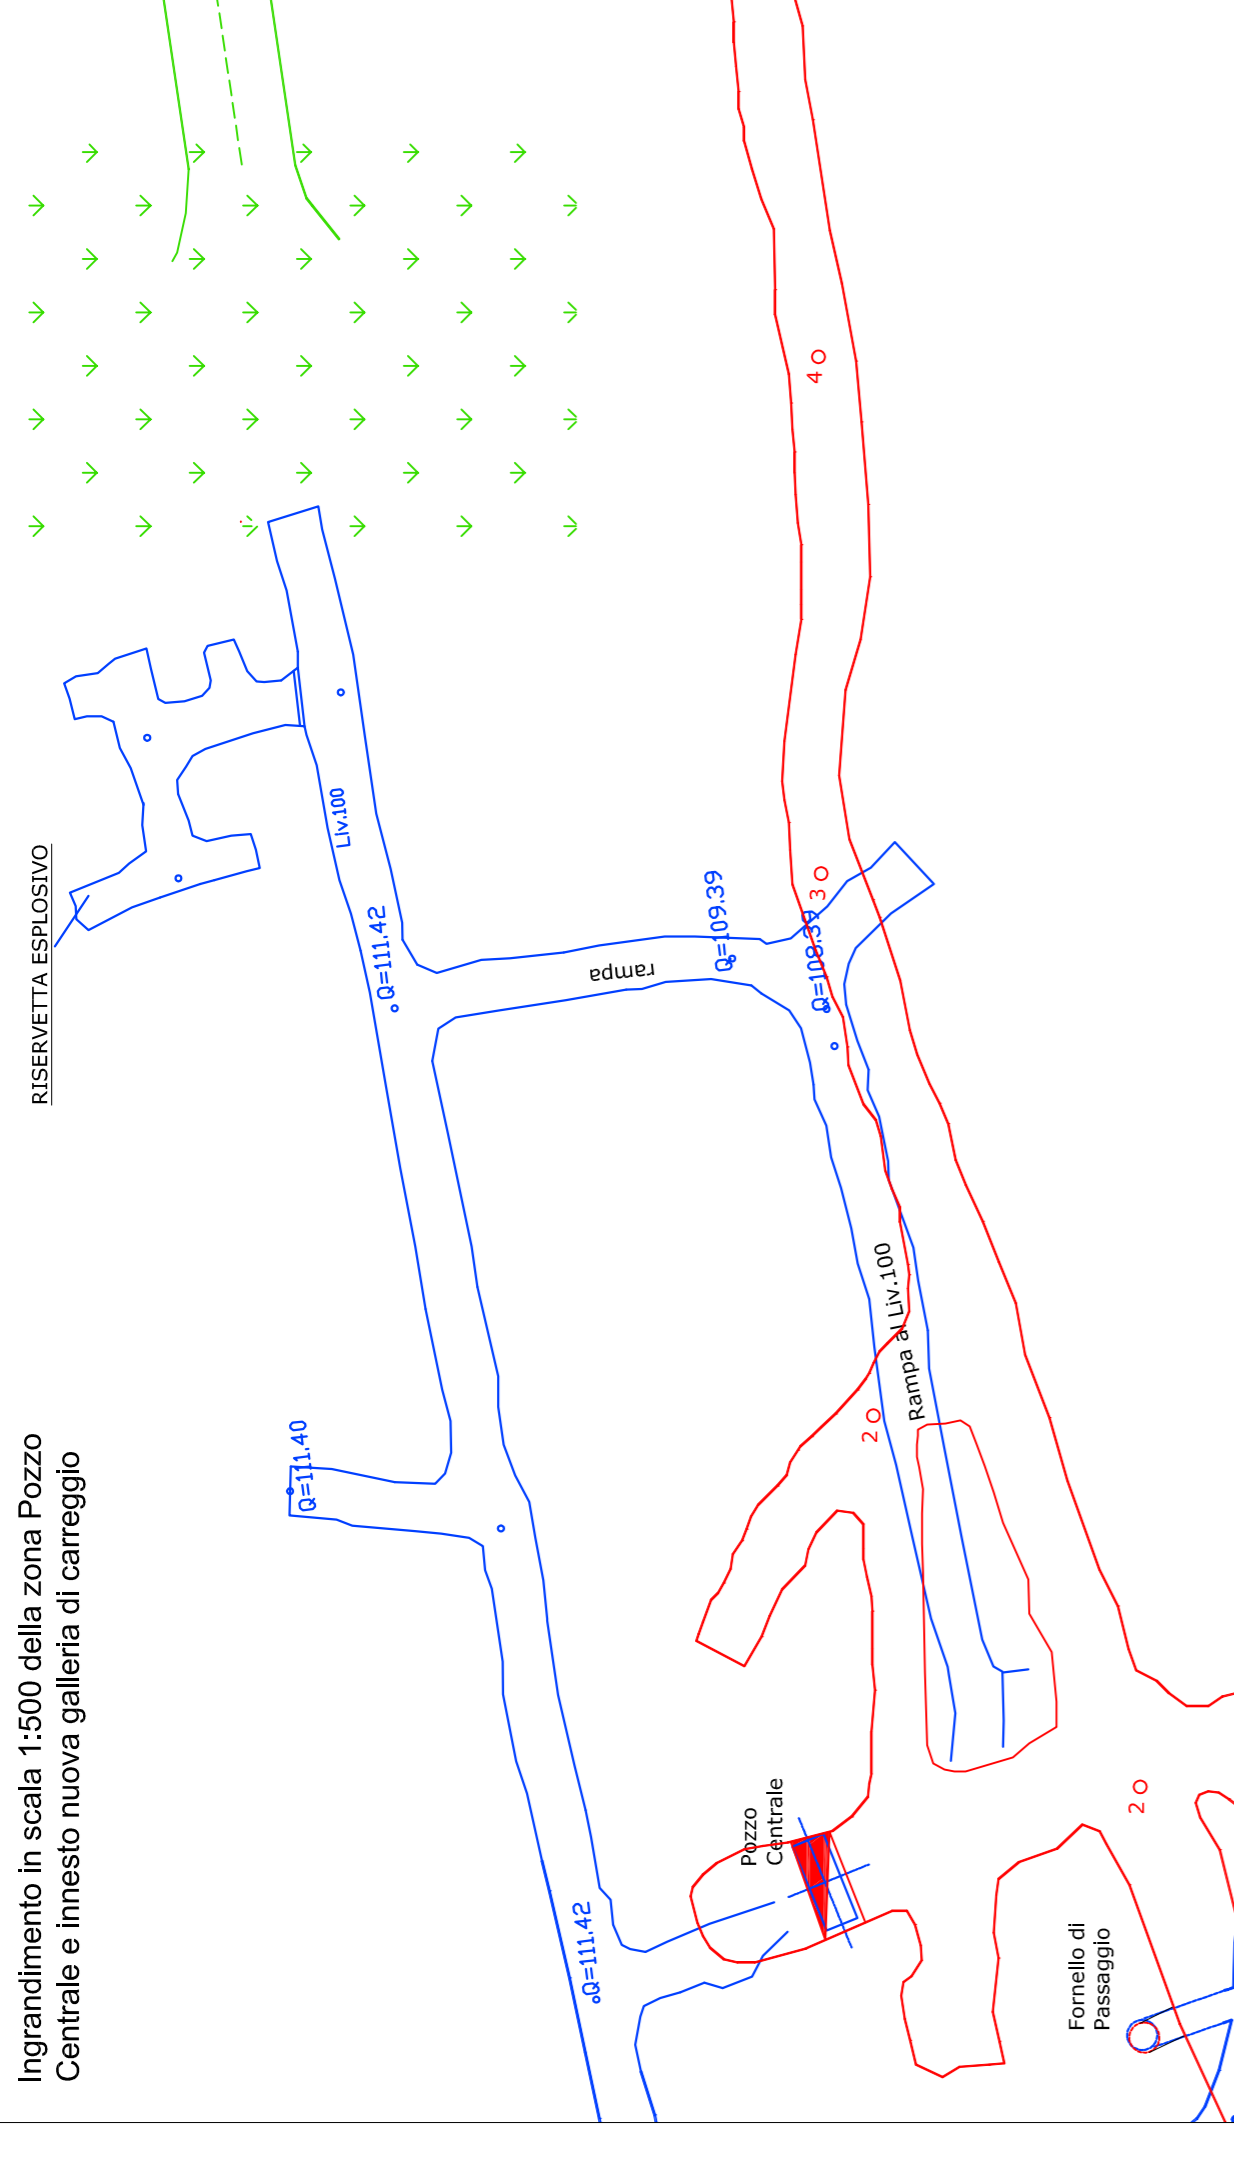 Ingrandimento in scala 1:500 della zona Pozzo
Centrale e innesto nuova galleria di carreggio
RISERVETTA ESPLOSIVO
Q=111.40
Liv.100
Q=111.42
Q=111.42
rampa
Q=109.39
Q=109.39
4
3
Rampa al Liv.100
2
Pozzo
Centrale
2
Fornello di
Passaggio